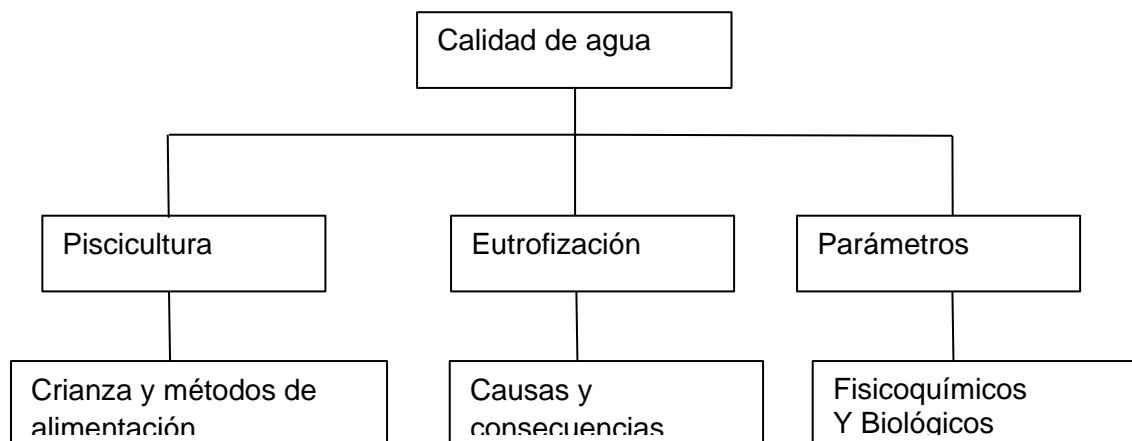 Calidad de agua
Piscicultura
Eutrofización
Parámetros
Crianza y métodos de
alimentación
Causas y
consecuencias
Fisicoquímicos
Y Biológicos